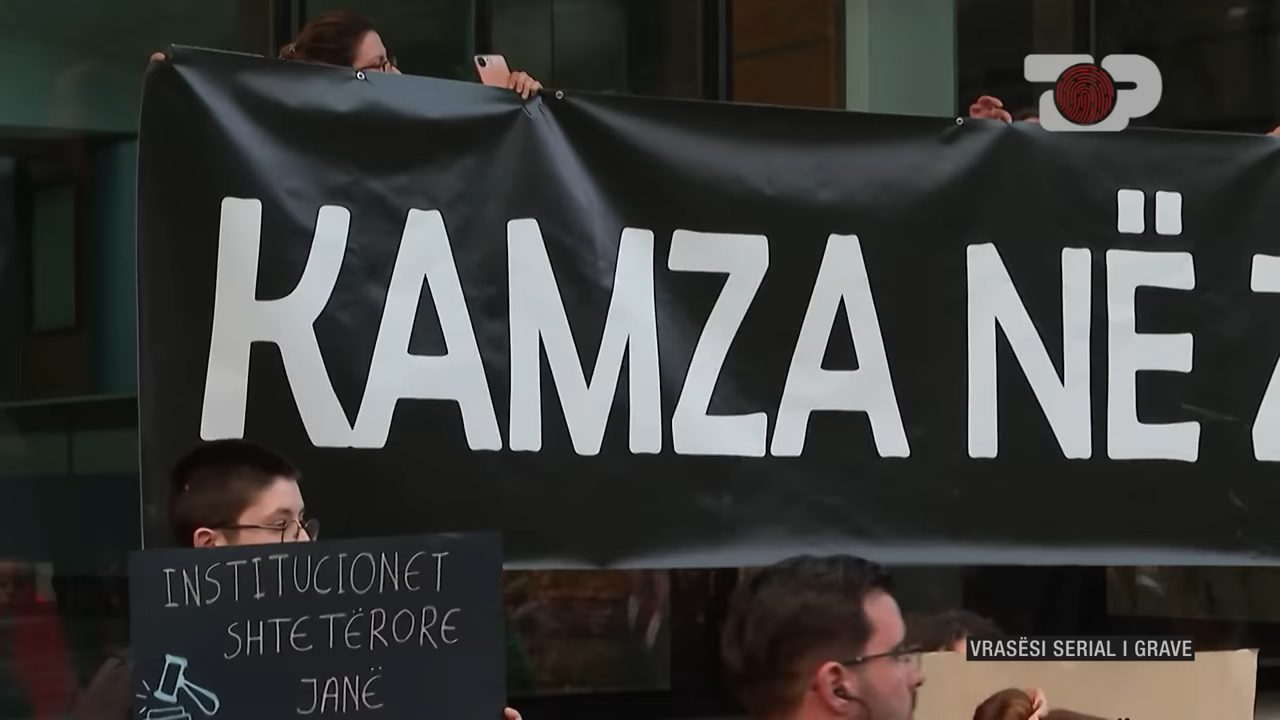 KAMZA NË
INSTITUCIONET
SHTETËRORE
JANË
VRASËSI SERIAL I GRAVE